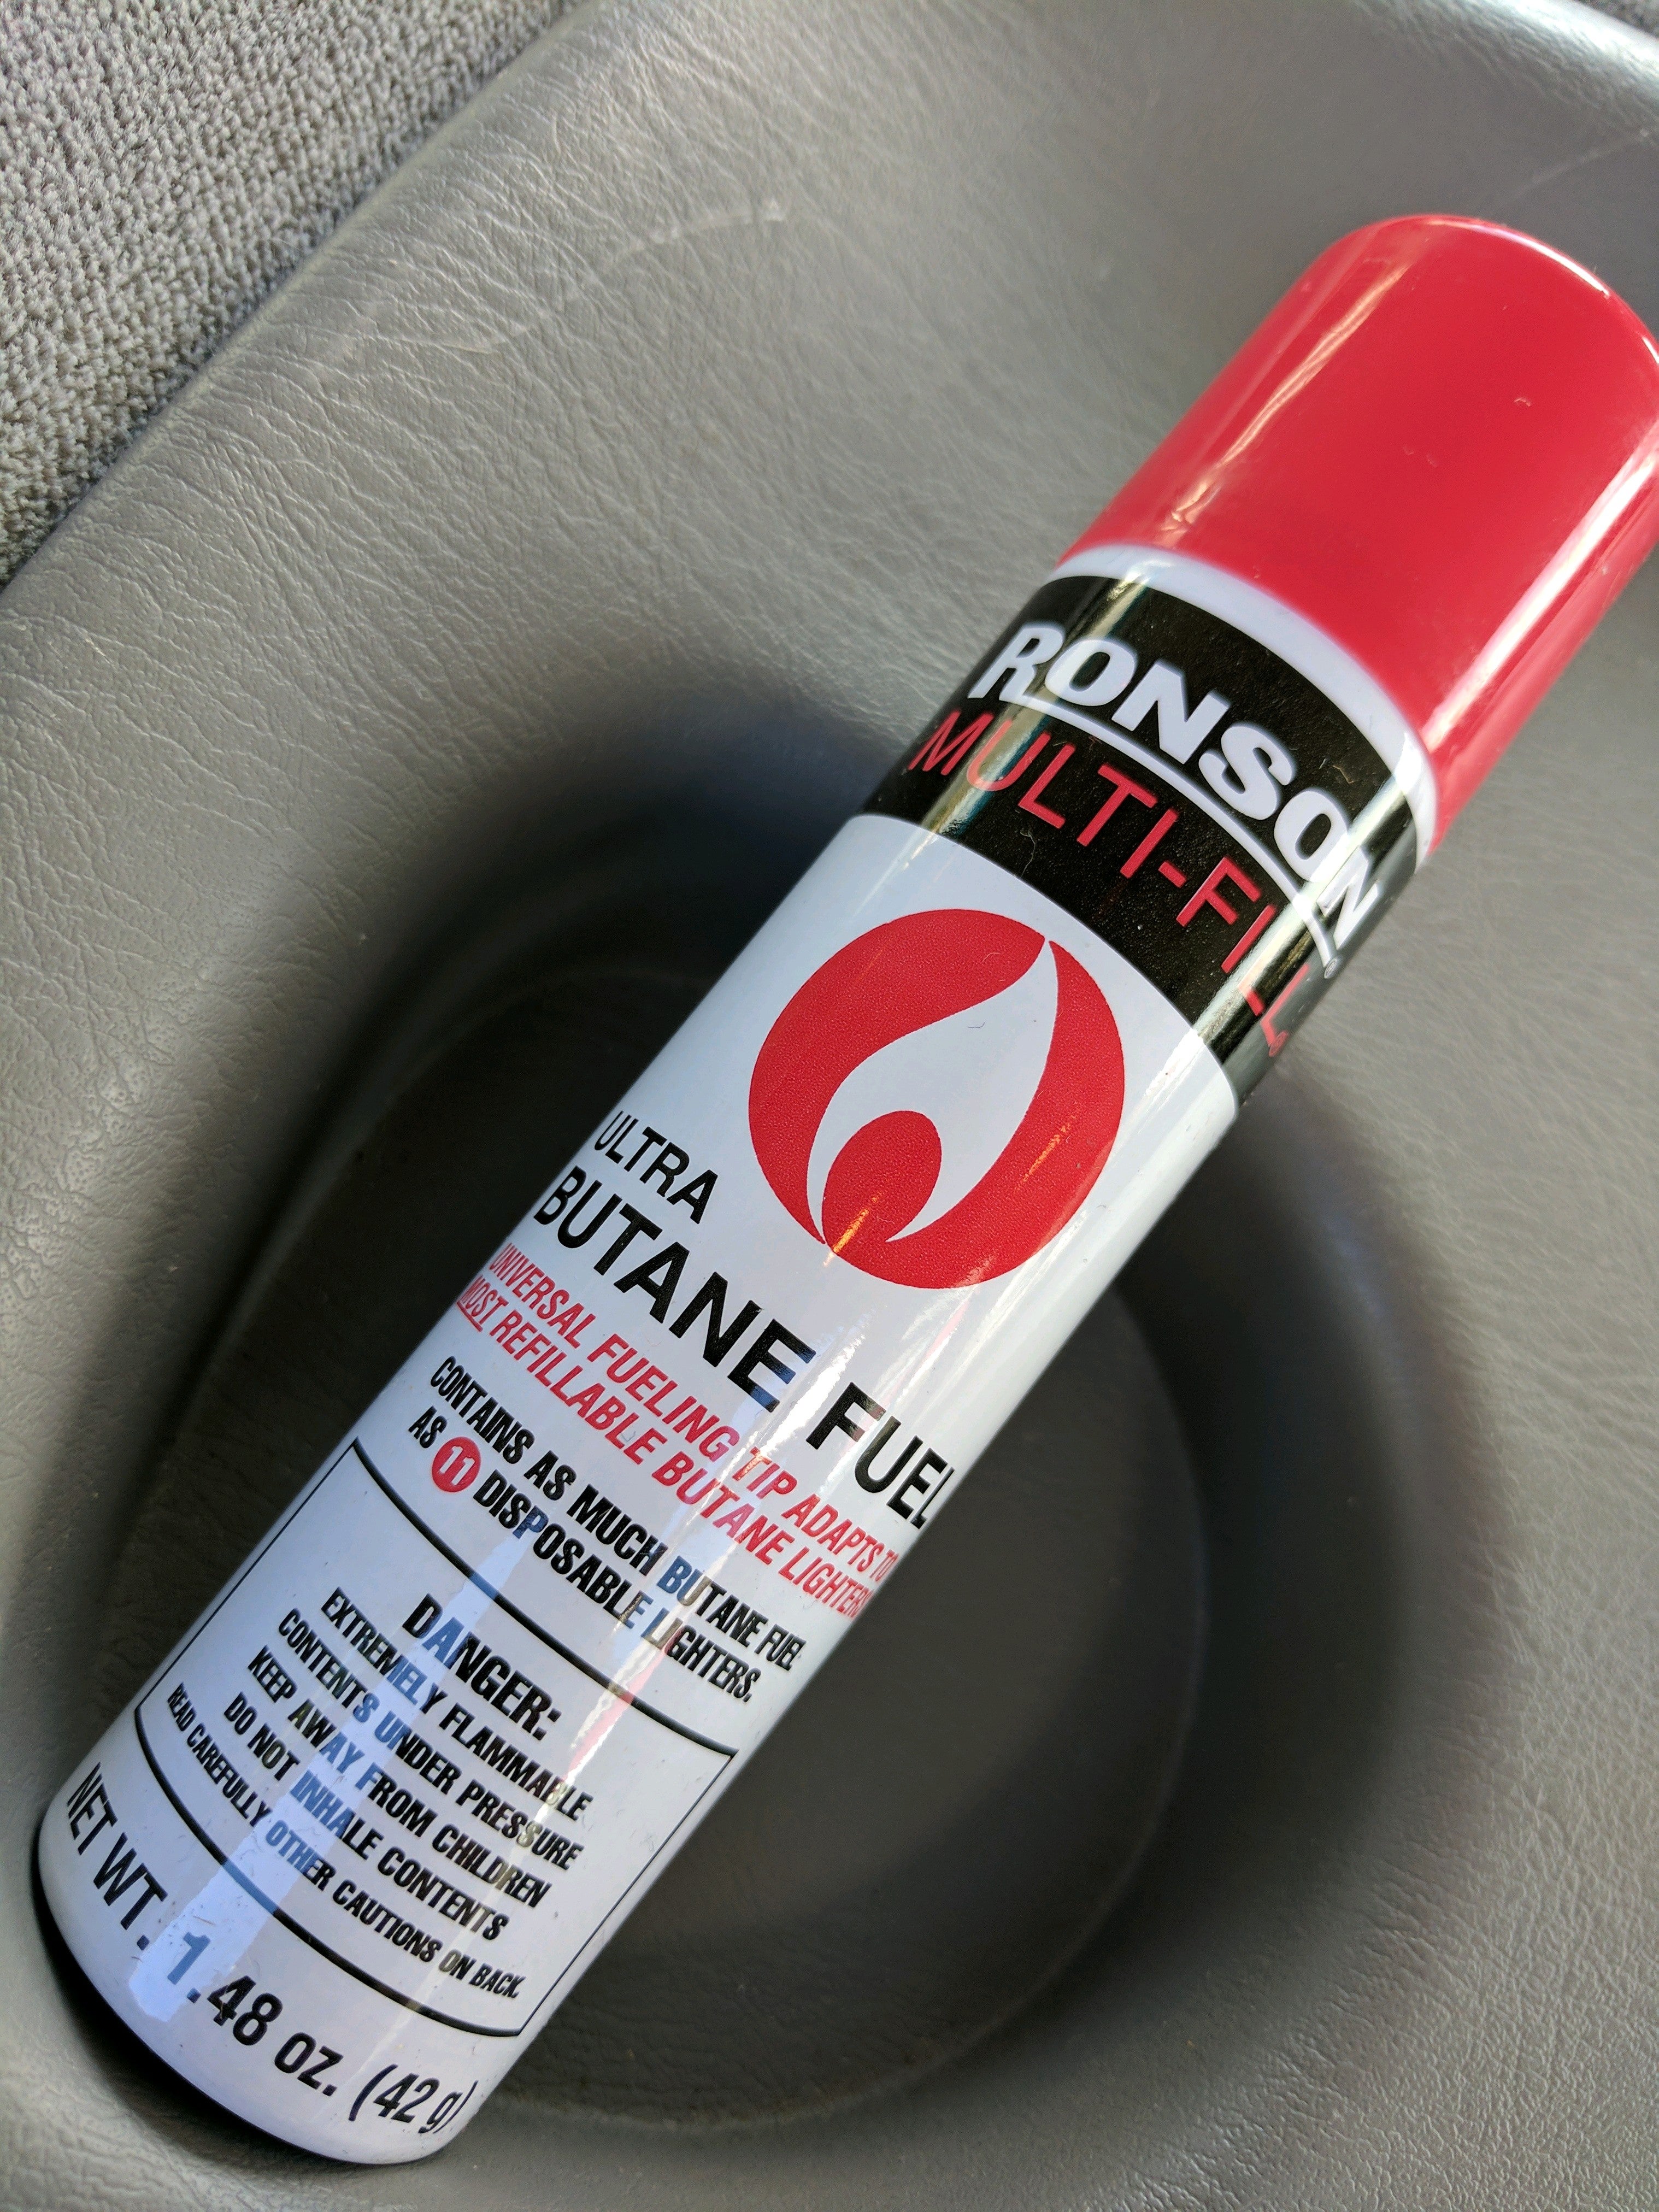 RONSON®
MULTI-FILL®
ULTRA
BUTANE FUEL
UNIVERSAL FUELING TIP ADAPTS TO
MOST REFILLABLE BUTANE LIGHTERS
CONTAINS AS MUCH BUTANE FUEL
AS 11 DISPOSABLE LIGHTERS.
DANGER:
EXTREMELY FLAMMABLE
CONTENTS UNDER PRESSURE
KEEP AWAY FROM CHILDREN
DO NOT INHALE CONTENTS
READ CAREFULLY OTHER CAUTIONS ON BACK.
NET WT. 1.48 OZ. (42 g)